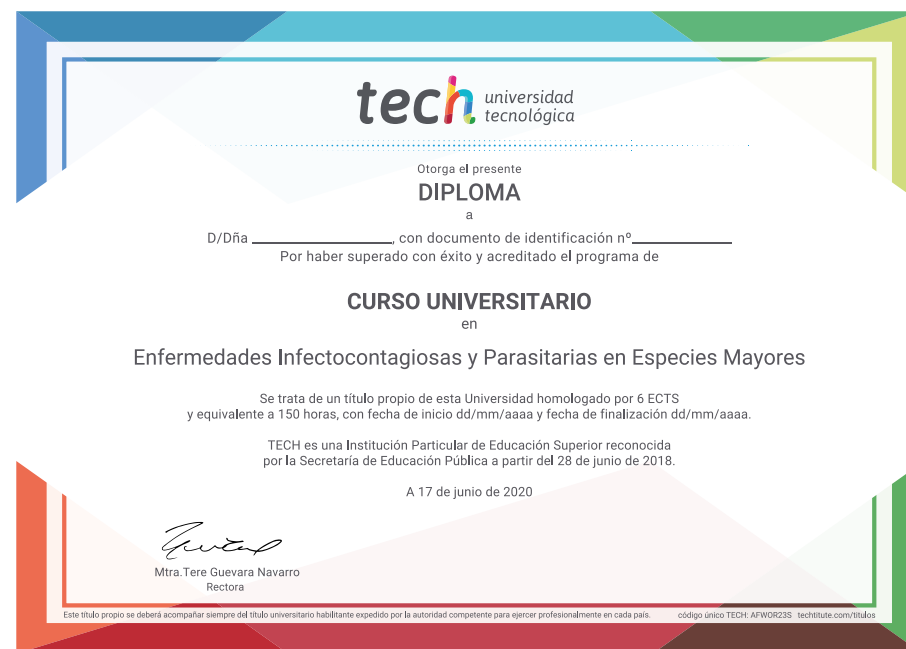 tech universidad
tecnológica
Otorga el presente
DIPLOMA
a
D/Dña ____________________, con documento de identificación nº______________
Por haber superado con éxito y acreditado el programa de
CURSO UNIVERSITARIO
en
Enfermedades Infectocontagiosas y Parasitarias en Especies Mayores
Se trata de un título propio de esta Universidad homologado por 6 ECTS
y equivalente a 150 horas, con fecha de inicio dd/mm/aaaa y fecha de finalización dd/mm/aaaa.
TECH es una Institución Particular de Educación Superior reconocida
por la Secretaría de Educación Pública a partir del 28 de junio de 2018.
A 17 de junio de 2020
Mtra.Tere Guevara Navarro
Rectora
Este título propio se deberá acompañar siempre del título universitario habilitante expedido por la autoridad competente para ejercer profesionalmente en cada país. código único TECH: AFWOR23S techtitute.com/titulos